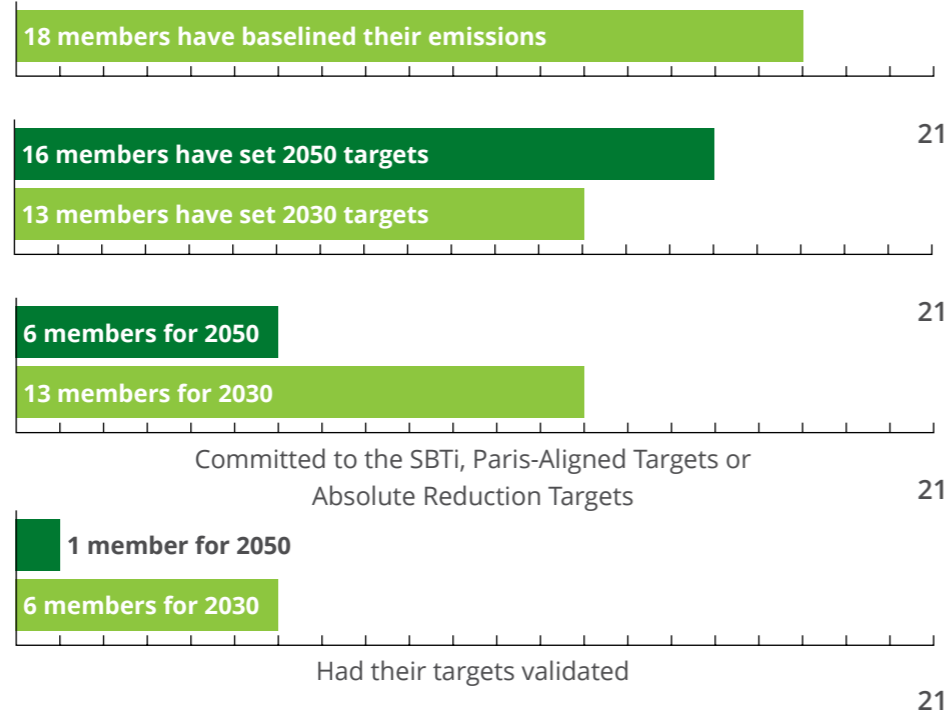 18 members have baselined their emissions
21
16 members have set 2050 targets
13 members have set 2030 targets
21
6 members for 2050
13 members for 2030
Committed to the SBTi, Paris-Aligned Targets or
Absolute Reduction Targets
21
1 member for 2050
6 members for 2030
Had their targets validated
21